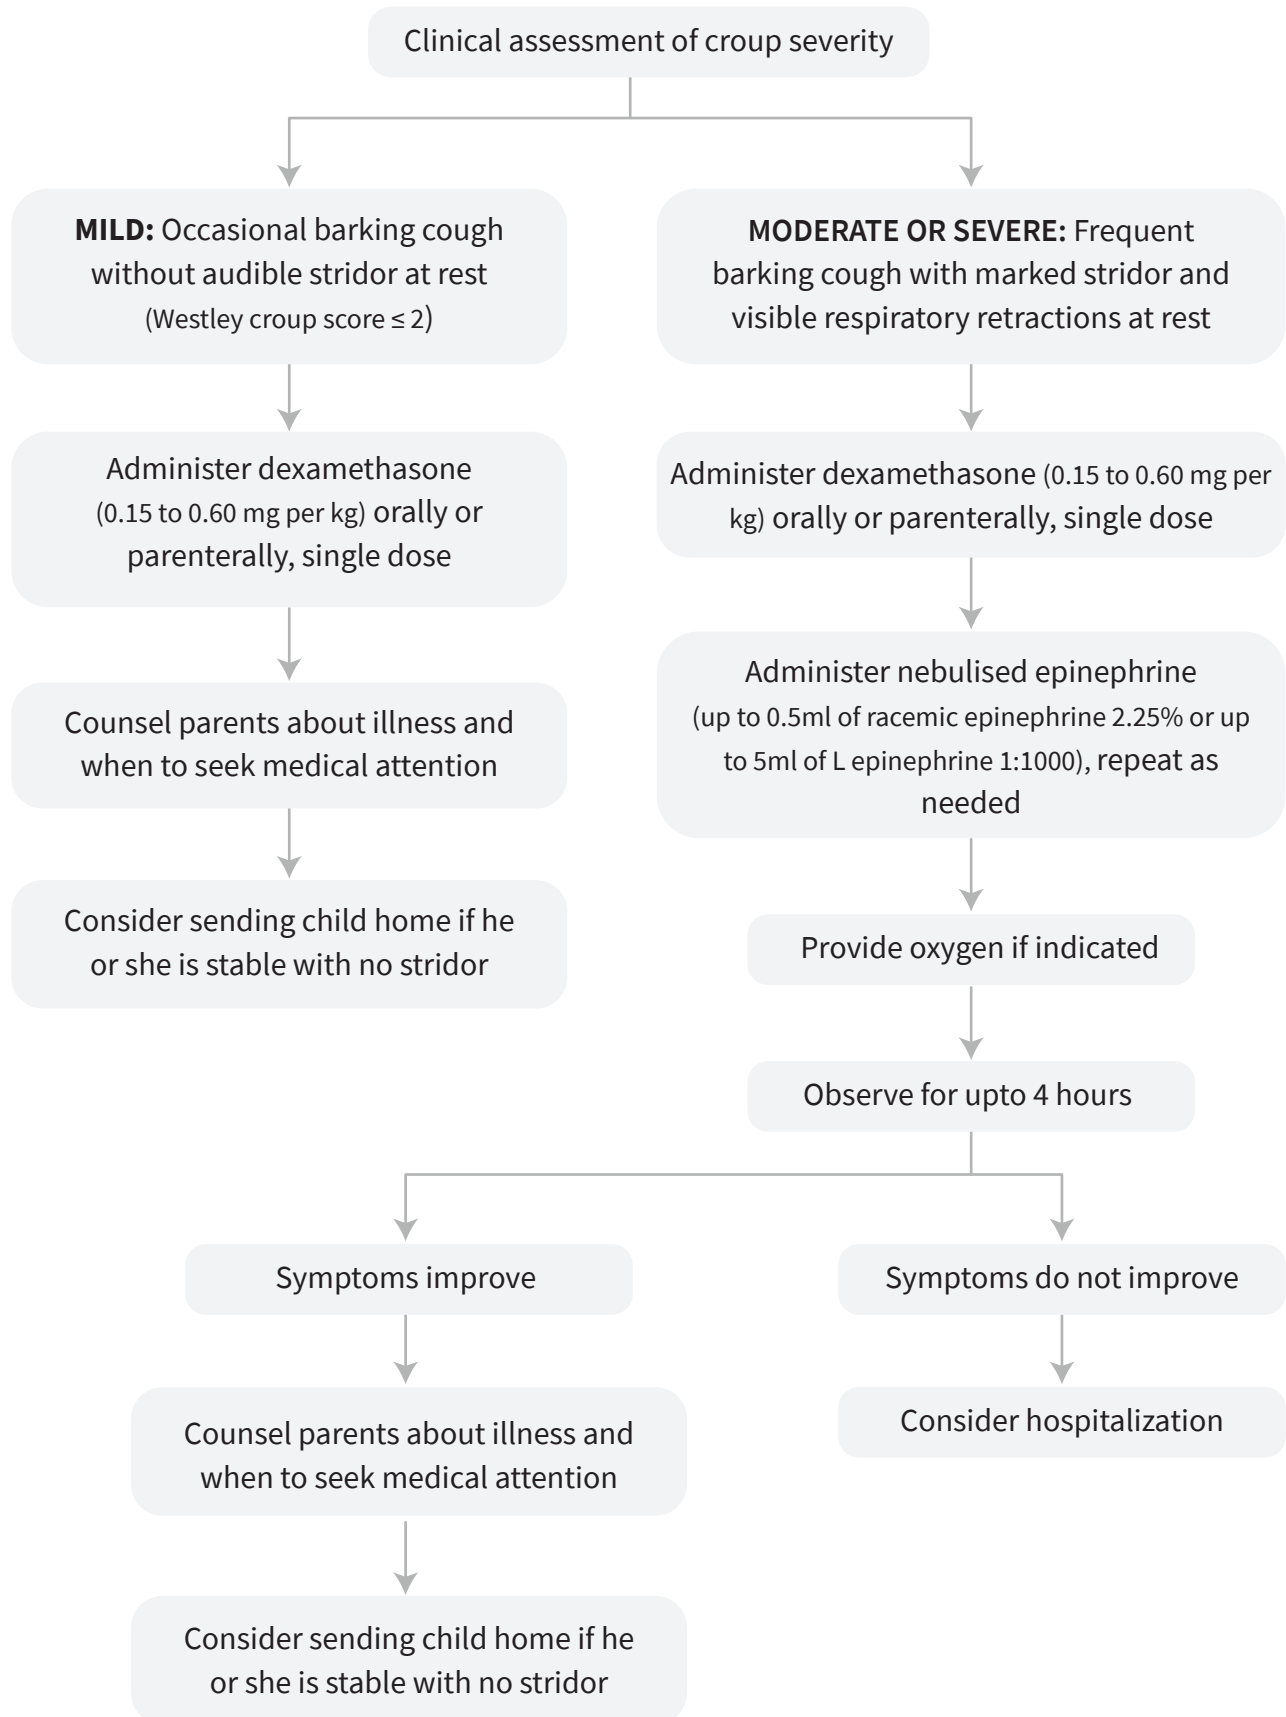 Clinical assessment of croup severity
MILD: Occasional barking cough
without audible stridor at rest
(Westley croup score ≤ 2)
Administer dexamethasone
(0.15 to 0.60 mg per kg) orally or
parenterally, single dose
Counsel parents about illness and
when to seek medical attention
Consider sending child home if he
or she is stable with no stridor
MODERATE OR SEVERE: Frequent
barking cough with marked stridor and
visible respiratory retractions at rest
Administer dexamethasone (0.15 to 0.60 mg per
kg) orally or parenterally, single dose
Administer nebulised epinephrine
(up to 0.5ml of racemic epinephrine 2.25% or up
to 5ml of L epinephrine 1:1000), repeat as
needed
Provide oxygen if indicated
Observe for upto 4 hours
Symptoms improve
Counsel parents about illness and
when to seek medical attention
Consider sending child home if he
or she is stable with no stridor
Symptoms do not improve
Consider hospitalization